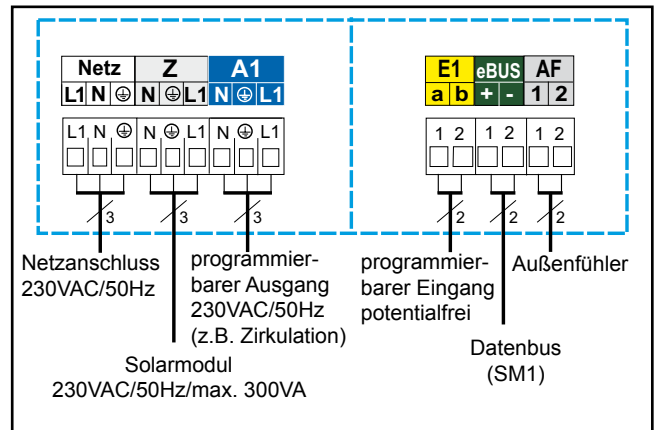 Netz Z A1 E1 eBUS AF
L1 N ⏚ N ⏚ L1 N ⏚ L1 a b + - 1 2
L1 N ⏚ N ⏚ L1 N ⏚ L1 1 2 1 2 1 2
3 3 3 2 2 2
Netzanschluss
230VAC/50Hz
programmier-
barer Ausgang
230VAC/50Hz
(z.B. Zirkulation)
Solarmodul
230VAC/50Hz/max. 300VA
programmier-
barer Eingang
potentialfrei
Außenfühler
Datenbus
(SM1)